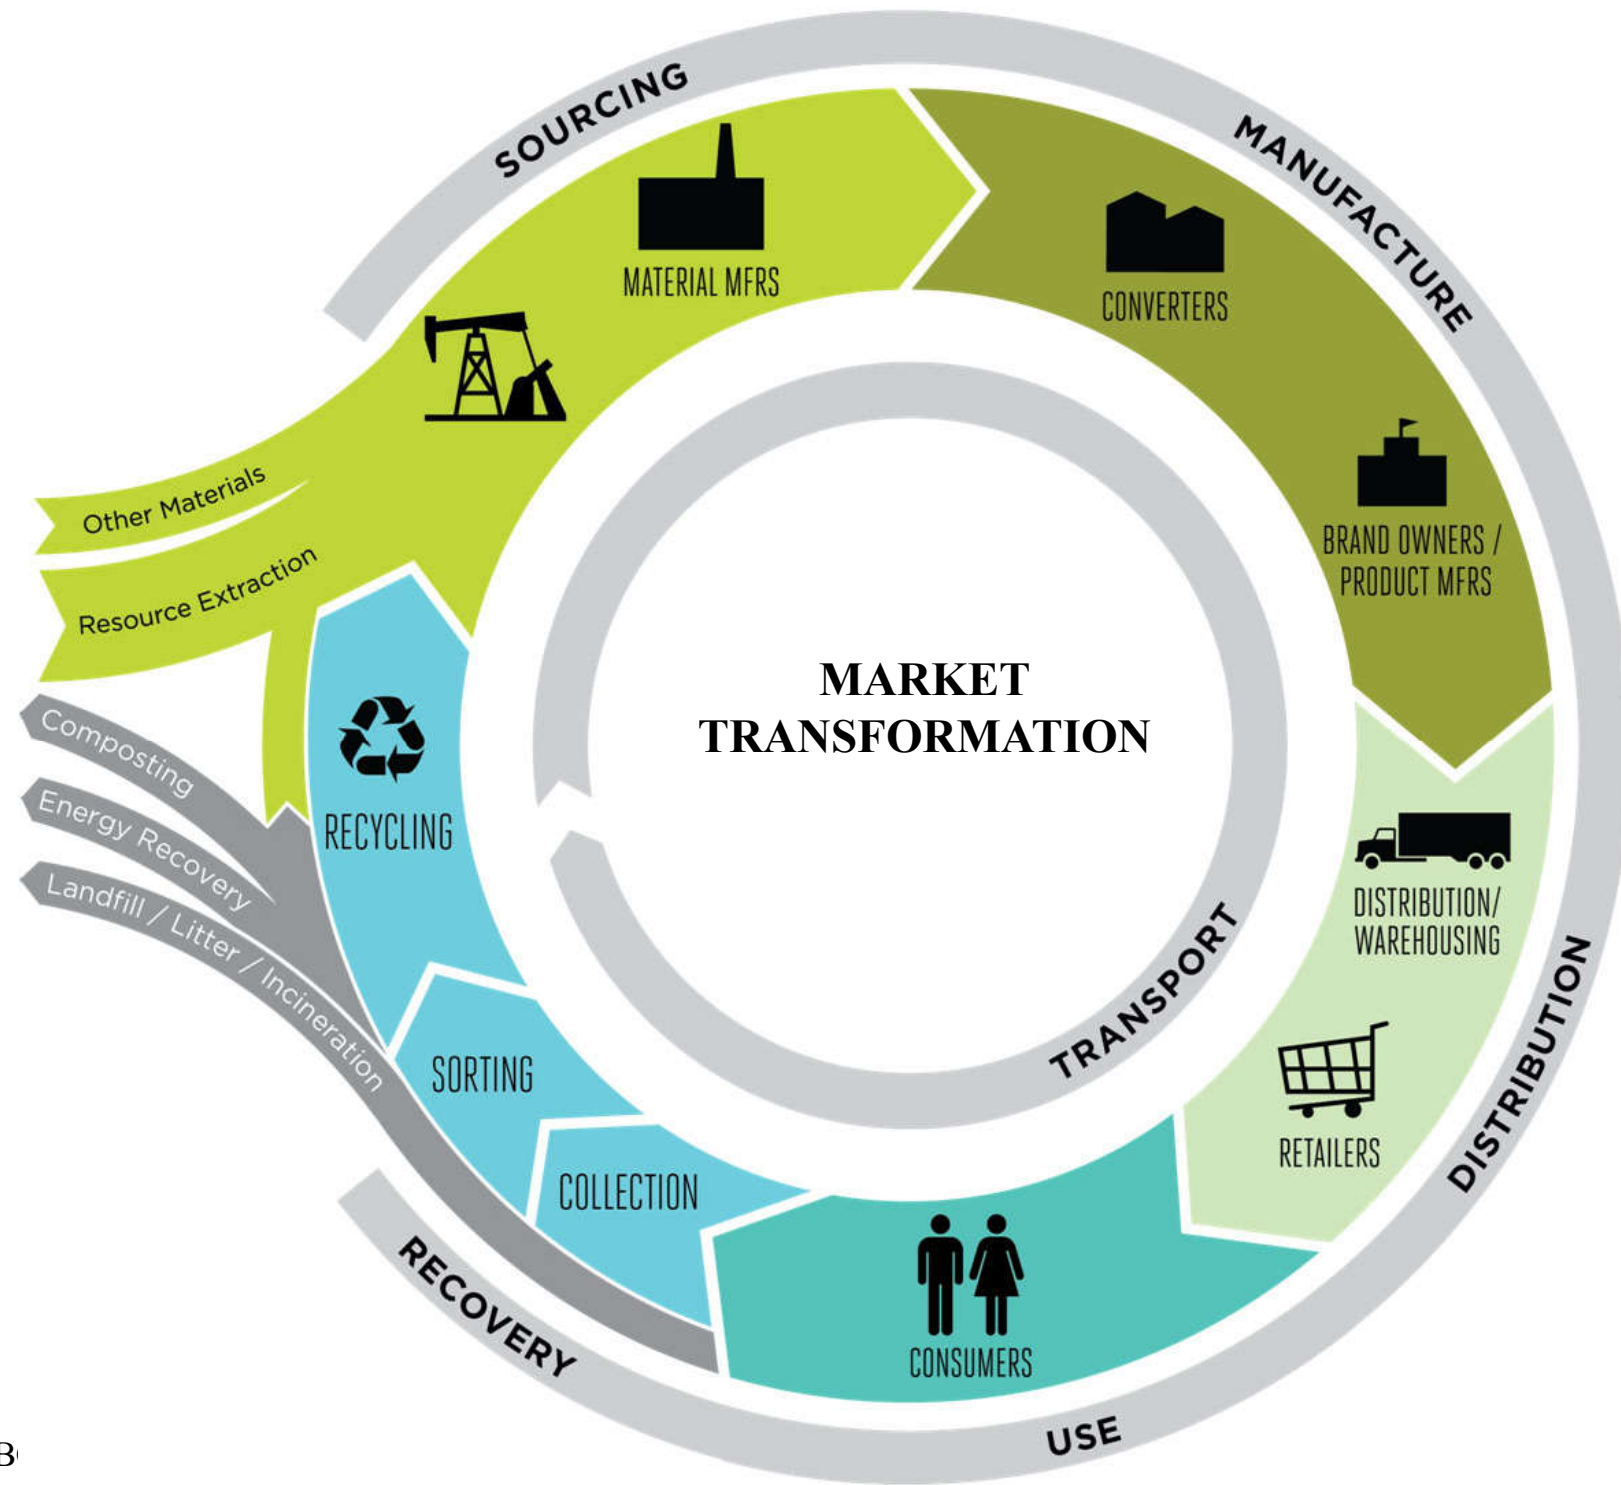 SOURCING
MANUFACTURE
MATERIAL MFRS
CONVERTERS
Other Materials
Resource Extraction
BRAND OWNERS /
PRODUCT MFRS
MARKET
TRANSFORMATION
Composting
Energy Recovery
Landfill / Litter / Incineration
RECYCLING
DISTRIBUTION/
WAREHOUSING
TRANSPORT
DISTRIBUTION
SORTING
RETAILERS
COLLECTION
RECOVERY
CONSUMERS
USE